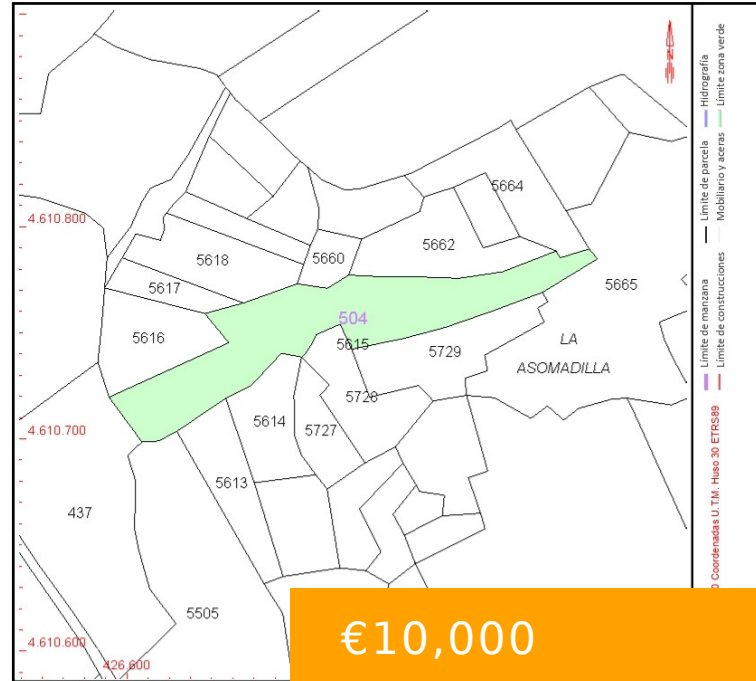 4.610.800
5664
5662
5660
5618
5617
5665
504
5616
5615
5729
LA
ASOMADILLA
5728
5614
5727
4.610.700
5613
437
5505
4.610.600
426.600
Coordenadas U.T.M. Huso 30 ETRS89
Límite de manzana
Límite de parcela
Hidrografía
Límite de construcciones
Mobiliario y aceras
Límite zona verde
€10,000